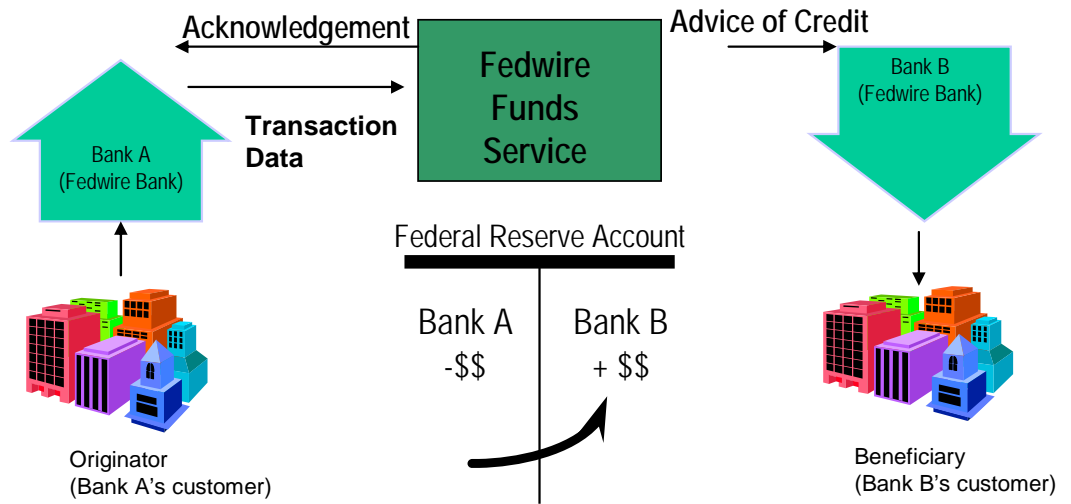 Acknowledgement
Fedwire
Funds
Service
Advice of Credit
Bank B
(Fedwire Bank)
Transaction
Data
Bank A
(Fedwire Bank)
Federal Reserve Account
Bank A
-$$
Bank B
+ $$
Originator
(Bank A's customer)
Beneficiary
(Bank B's customer)